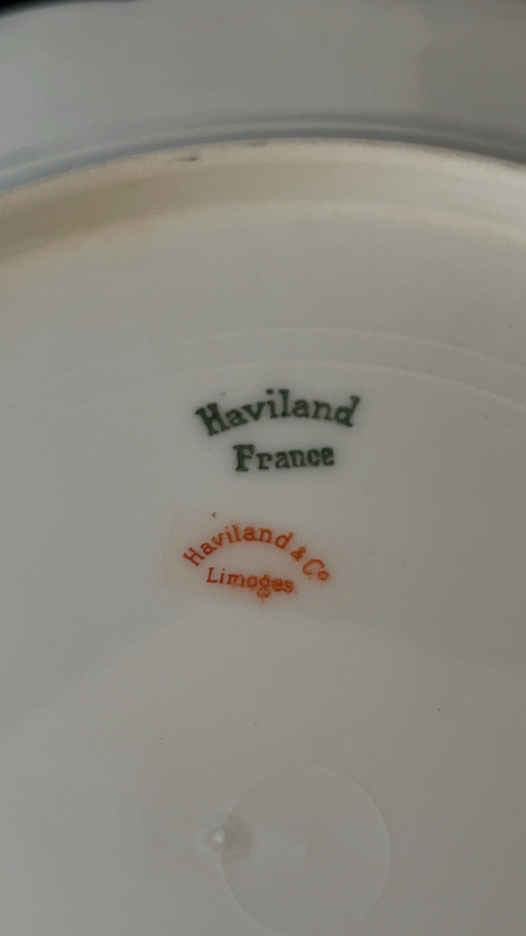 Haviland
France
Haviland & Co
Limoges